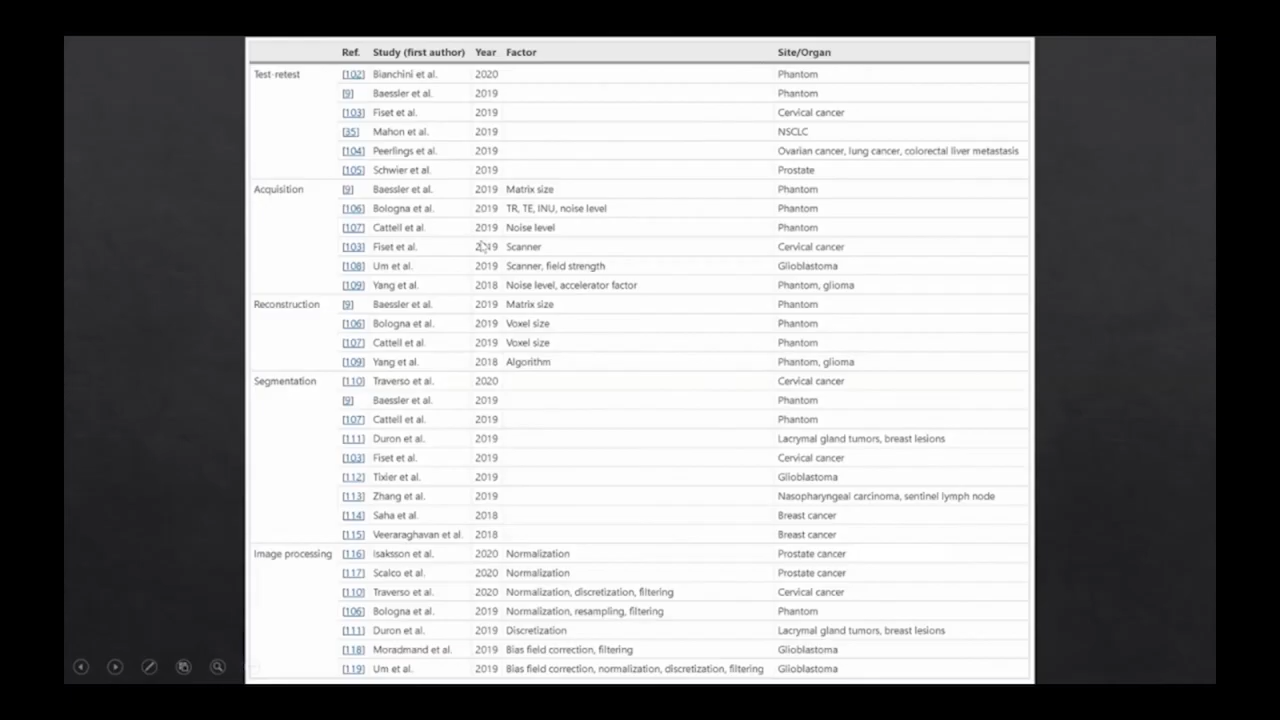 Ref. Study (first author) Year Factor Site/Organ
Test-retest [102] Bianchini et al. 2020 Phantom
[9] Baessler et al. 2019 Phantom
[103] Fiset et al. 2019 Cervical cancer
[35] Mahon et al. 2019 NSCLC
[104] Peerlings et al. 2019 Ovarian cancer, lung cancer, colorectal liver metastasis
[105] Schwier et al. 2019 Prostate
Acquisition [9] Baessler et al. 2019 Matrix size Phantom
[106] Bologna et al. 2019 TR, TE, INU, noise level Phantom
[107] Cattell et al. 2019 Noise level Phantom
[103] Fiset et al. 2019 Scanner Cervical cancer
[108] Um et al. 2019 Scanner, field strength Glioblastoma
[109] Yang et al. 2018 Noise level, accelerator factor Phantom, glioma
Reconstruction [9] Baessler et al. 2019 Matrix size Phantom
[106] Bologna et al. 2019 Voxel size Phantom
[107] Cattell et al. 2019 Voxel size Phantom
[109] Yang et al. 2018 Algorithm Phantom, glioma
Segmentation [110] Traverso et al. 2020 Cervical cancer
[9] Baessler et al. 2019 Phantom
[107] Cattell et al. 2019 Phantom
[111] Duron et al. 2019 Lacrymal gland tumors, breast lesions
[103] Fiset et al. 2019 Cervical cancer
[112] Tixier et al. 2019 Glioblastoma
[113] Zhang et al. 2019 Nasopharyngeal carcinoma, sentinel lymph node
[114] Saha et al. 2018 Breast cancer
[115] Veeraraghavan et al. 2018 Breast cancer
Image processing [116] Isaksson et al. 2020 Normalization Prostate cancer
[117] Scalco et al. 2020 Normalization Prostate cancer
[110] Traverso et al. 2020 Normalization, discretization, filtering Cervical cancer
[106] Bologna et al. 2019 Normalization, resampling, filtering Phantom
[111] Duron et al. 2019 Discretization Lacrymal gland tumors, breast lesions
[118] Moradmand et al. 2019 Bias field correction, filtering Glioblastoma
[119] Um et al. 2019 Bias field correction, normalization, discretization, filtering Glioblastoma